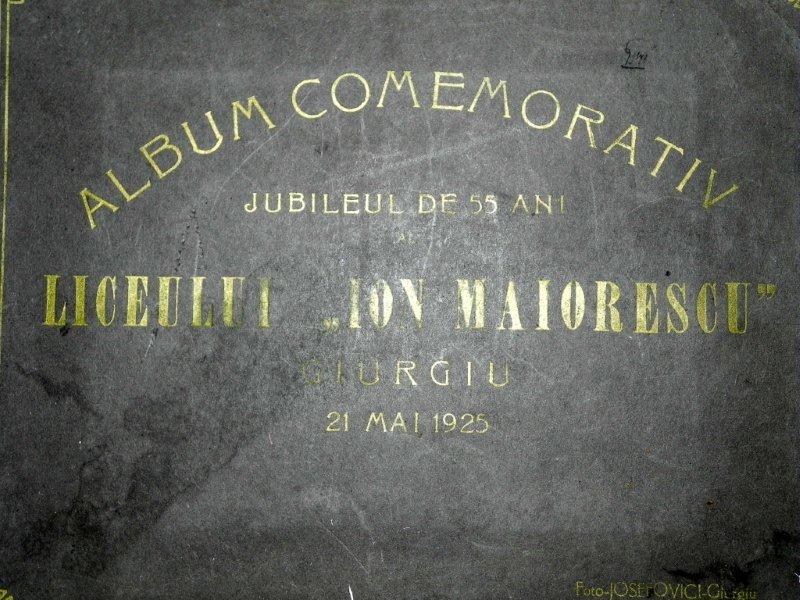 ALBUM COMEMORATIV
JUBILEUL DE 55 ANI
AL
LICEULUI „ION MAIORESCU”
GIURGIU
21 MAI 1925
Foto-JOSEFOVICI-Giurgiu